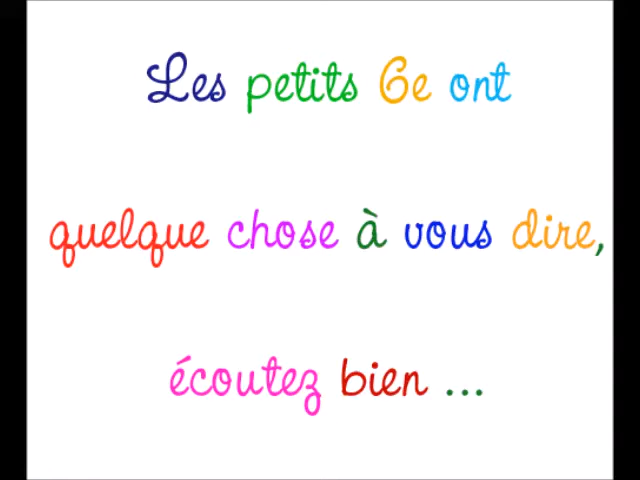 Les petits 6e ont
quelque chose à vous dire,
écoutez bien ...